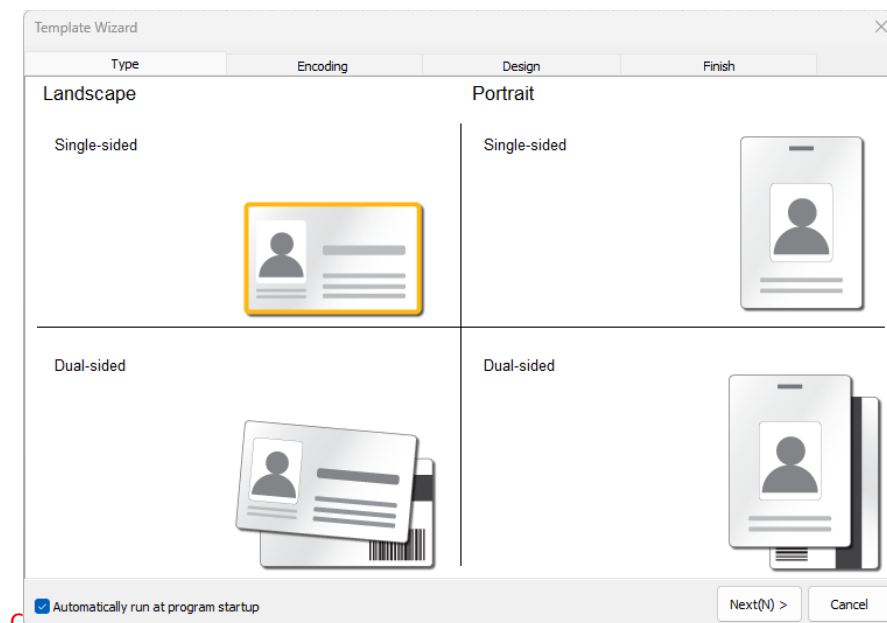 Template Wizard
Type Encoding Design Finish
Landscape
Single-sided
Dual-sided
Portrait
Single-sided
Dual-sided
Automatically run at program startup
Next(N) > Cancel